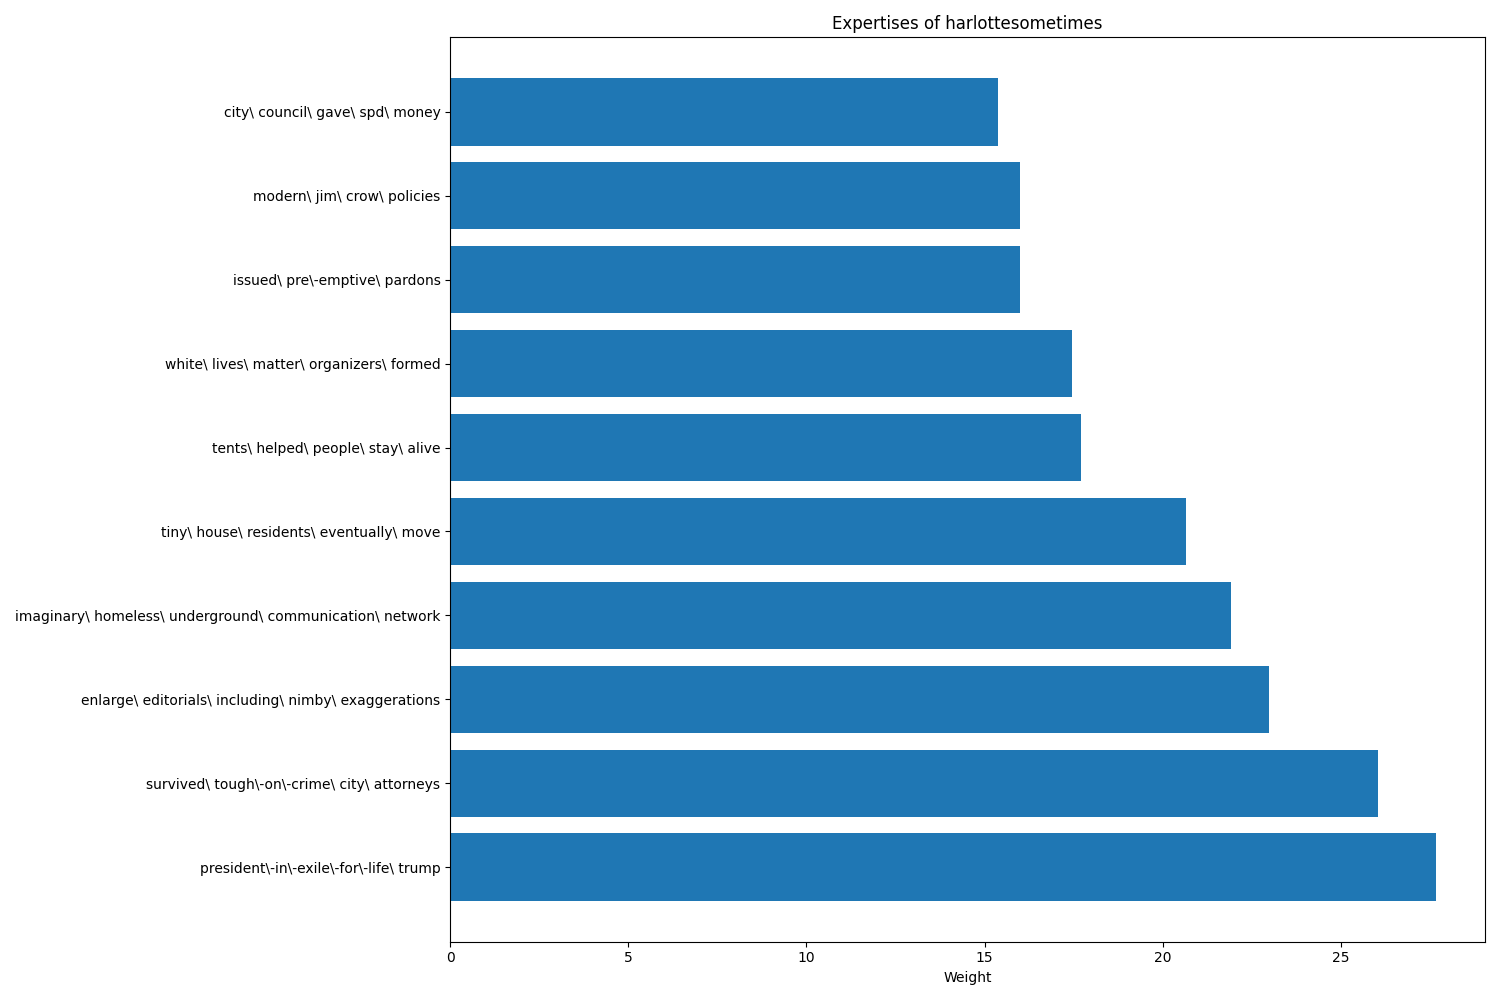 Expertises of harlottesometimes
city\ council\ gave\ spd\ money
modern\ jim\ crow\ policies
issued\ pre\-emptive\ pardons
white\ lives\ matter\ organizers\ formed
tents\ helped\ people\ stay\ alive
tiny\ house\ residents\ eventually\ move
imaginary\ homeless\ underground\ communication\ network
enlarge\ editorials\ including\ nimby\ exaggerations
survived\ tough\-on\-crime\ city\ attorneys
president\-in\-exile\-for\-life\ trump
0 5 10 15 20 25
Weight